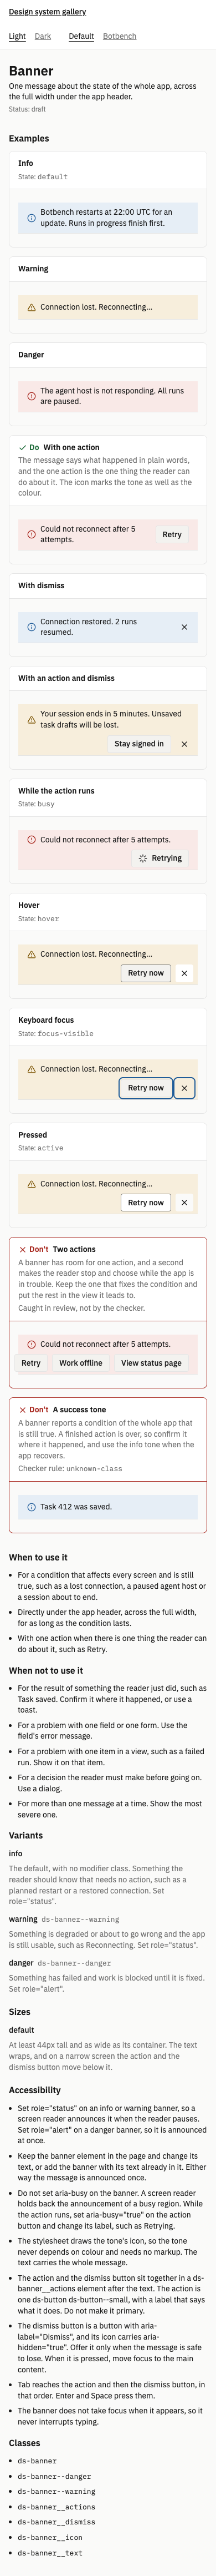 Design system gallery
Light Dark Default Botbench
Banner
One message about the state of the whole app, across
the full width under the app header.
Status: draft
Examples
Info
State: default
Botbench restarts at 22:00 UTC for an
update. Runs in progress finish first.
Warning
Connection lost. Reconnecting…
Danger
The agent host is not responding. All runs
are paused.
Do With one action
The message says what happened in plain words,
and the one action is the one thing the reader can
do about it. The icon marks the tone as well as the
colour.
Could not reconnect after 5
attempts.
Retry
With dismiss
Connection restored. 2 runs
resumed.
With an action and dismiss
Your session ends in 5 minutes. Unsaved
task drafts will be lost.
Stay signed in
While the action runs
State: busy
Could not reconnect after 5 attempts.
Retrying
Hover
State: hover
Connection lost. Reconnecting…
Retry now
Keyboard focus
State: focus-visible
Connection lost. Reconnecting…
Retry now
Pressed
State: active
Connection lost. Reconnecting…
Retry now
Don't Two actions
A banner has room for one action, and a second
makes the reader stop and choose while the app is
in trouble. Keep the one that fixes the condition and
put the rest in the view it leads to.
Caught in review, not by the checker.
Could not reconnect after 5 attempts.
Retry Work offline View status page
Don't A success tone
A banner reports a condition of the whole app that
is still true. A finished action is over, so confirm it
where it happened, and use the info tone when the
app recovers.
Checker rule: unknown-class
Task 412 was saved.
When to use it
• For a condition that affects every screen and is still
true, such as a lost connection, a paused agent host or
a session about to end.
• Directly under the app header, across the full width,
for as long as the condition lasts.
• With one action when there is one thing the reader can
do about it, such as Retry.
When not to use it
• For the result of something the reader just did, such as
Task saved. Confirm it where it happened, or use a
toast.
• For a problem with one field or one form. Use the
field's error message.
• For a problem with one item in a view, such as a failed
run. Show it on that item.
• For a decision the reader must make before going on.
Use a dialog.
• For more than one message at a time. Show the most
severe one.
Variants
info
The default, with no modifier class. Something the
reader should know that needs no action, such as a
planned restart or a restored connection. Set
role="status".
warning ds-banner--warning
Something is degraded or about to go wrong and the app
is still usable, such as Reconnecting. Set role="status".
danger ds-banner--danger
Something has failed and work is blocked until it is fixed.
Set role="alert".
Sizes
default
At least 44px tall and as wide as its container. The text
wraps, and on a narrow screen the action and the
dismiss button move below it.
Accessibility
• Set role="status" on an info or warning banner, so a
screen reader announces it when the reader pauses.
Set role="alert" on a danger banner, so it is announced
at once.
• Keep the banner element in the page and change its
text, or add the banner with its text already in it. Either
way the message is announced once.
• Do not set aria-busy on the banner. A screen reader
holds back the announcement of a busy region. While
the action runs, set aria-busy="true" on the action
button and change its label, such as Retrying.
• The stylesheet draws the tone's icon, so the tone
never depends on colour and needs no markup. The
text carries the whole message.
• The action and the dismiss button sit together in a ds-
banner__actions element after the text. The action is
one ds-button ds-button--small, with a label that says
what it does. Do not make it primary.
• The dismiss button is a button with aria-
label="Dismiss", and its icon carries aria-
hidden="true". Offer it only when the message is safe
to lose. When it is pressed, move focus to the main
content.
• Tab reaches the action and then the dismiss button, in
that order. Enter and Space press them.
• The banner does not take focus when it appears, so it
never interrupts typing.
Classes
• ds-banner
• ds-banner--danger
• ds-banner--warning
• ds-banner__actions
• ds-banner__dismiss
• ds-banner__icon
• ds-banner__text